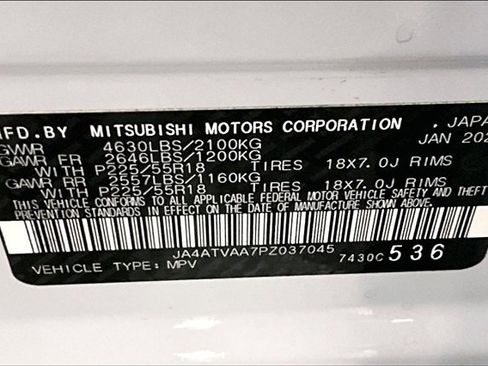 MFD.BY MITSUBISHI MOTORS CORPORATION . JAPA
GVWR 4630LBS/2100KG JAN 202
GAWR FR 2646LBS/1200KG
WITH P225/55R18 TIRES 18X7.0J RIMS
GAWR RR 2557LBS/1160KG
WITH P225/55R18 TIRES 18X7.0J RIMS
THIS VEHICLE CONFORMS TO ALL APPLICABLE FEDERAL MOTOR VEHICLE SAFETY AND THEFT
PREVENTION STANDARDS IN EFFECT ON THE DATE OF MANUFACTURE SHOWN ABOVE.
JA4ATVAA7PZ037045
VEHICLE TYPE: MPV 7430C 536